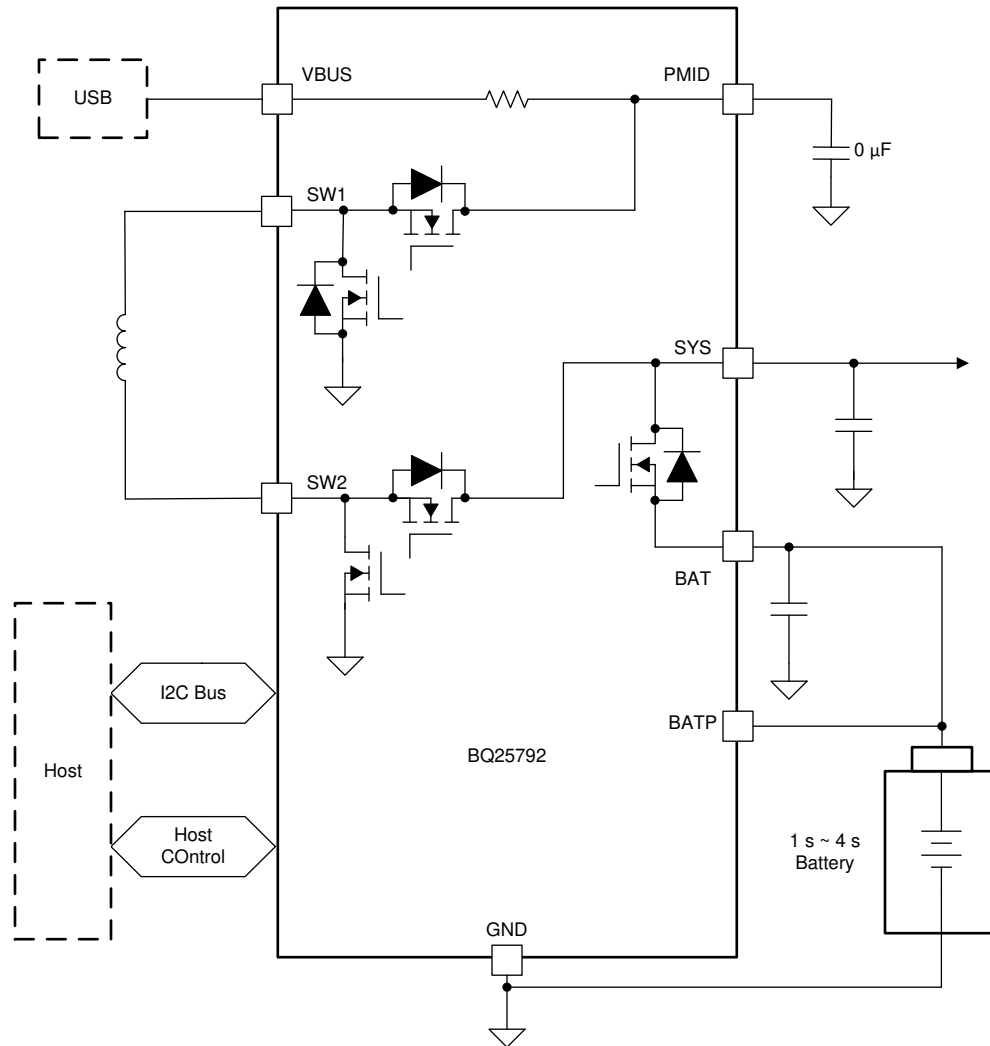 VBUS
PMID
USB
0 µF
SW1
SYS
SW2
BAT
I2C Bus
BATP
Host
BQ25792
Host
COntrol
1 s ~ 4 s
Battery
GND